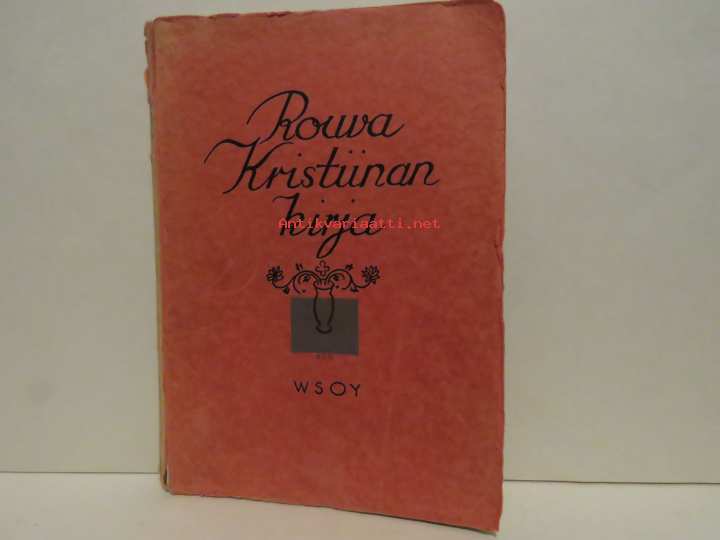 Rouva
Kristiinan
kirja
Antikvariaatti.net
WSOY